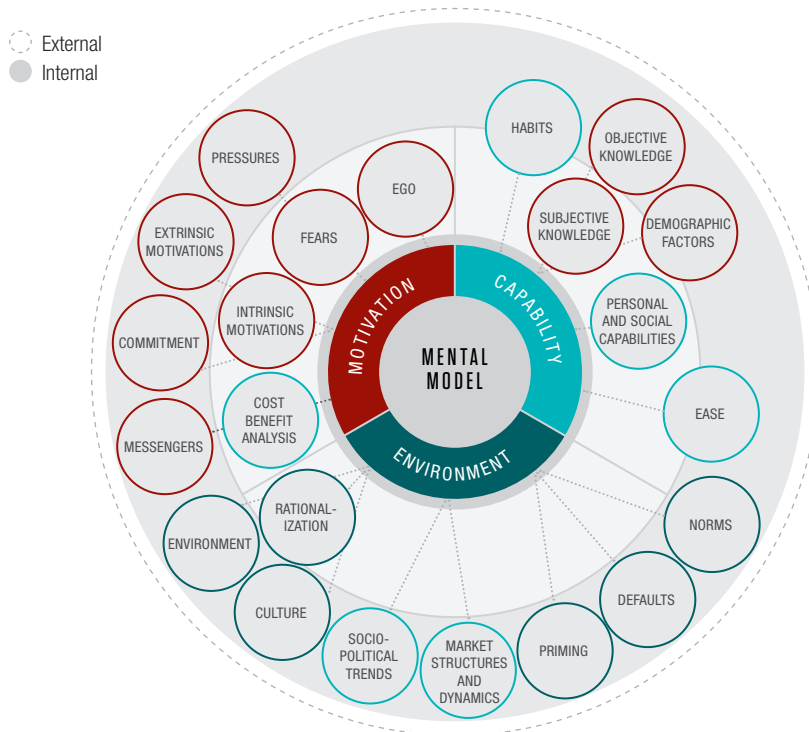 External
Internal
PRESSURES
EGO
HABITS
OBJECTIVE
KNOWLEDGE
EXTRINSIC
MOTIVATIONS
FEARS
SUBJECTIVE
KNOWLEDGE
DEMOGRAPHIC
FACTORS
INTRINSIC
MOTIVATIONS
PERSONAL
AND SOCIAL
CAPABILITIES
COMMITMENT
MOTIVATION
CAPABILITY
MENTAL
MODEL
ENVIRONMENT
COST
BENEFIT
ANALYSIS
EASE
MESSENGERS
RATIONAL-
IZATION
NORMS
ENVIRONMENT
CULTURE
DEFAULTS
SOCIO-
POLITICAL
TRENDS
MARKET
STRUCTURES
AND
DYNAMICS
PRIMING